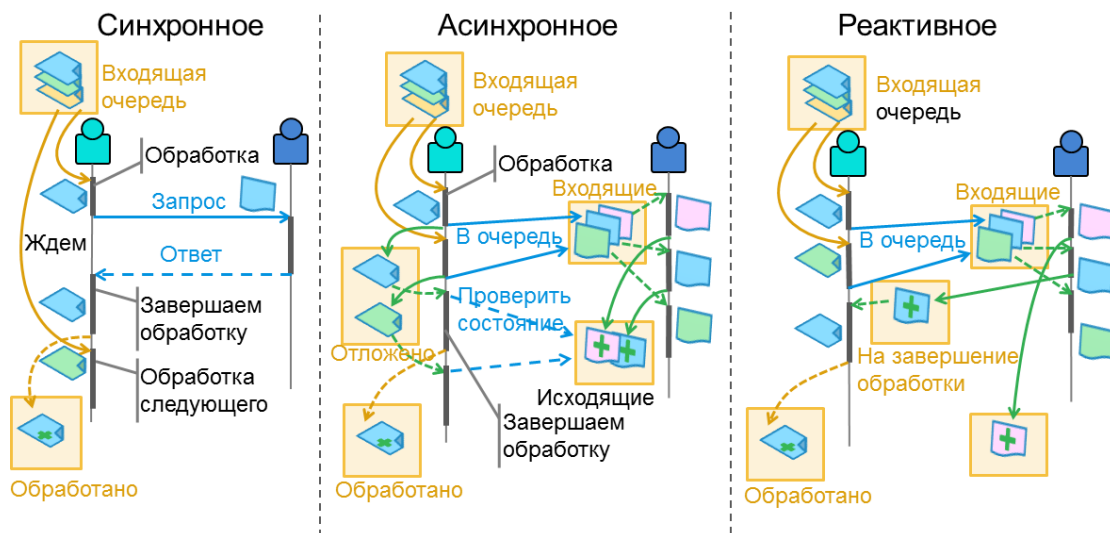 Синхронное
Входящая
очередь
Обработка
Запрос
Ждем
Ответ
Завершаем
обработку
Обработка
следующего
Обработано
Асинхронное
Входящая
очередь
Обработка
Входящие
В очередь
Проверить
состояние
Отложено
Исходящие
Завершаем
обработку
Обработано
Реактивное
Входящая
очередь
Входящие
В очередь
На завершение
обработки
Обработано